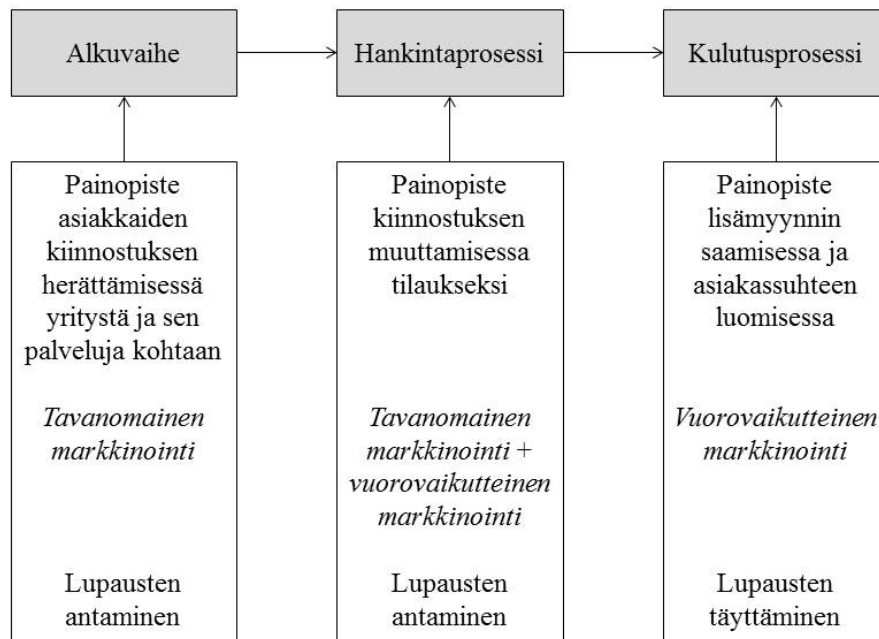 Alkuvaihe
Hankintaprosessi
Kulutusprosessi
Painopiste
asiakkaiden
kiinnostuksen
herättämisessä
yritystä ja sen
palveluja kohtaan
Tavanomainen
markkinointi
Lupausten
antaminen
Painopiste
kiinnostuksen
muuttamisessa
tilaukseksi
Tavanomainen
markkinointi +
vuorovaikutteinen
markkinointi
Lupausten
antaminen
Painopiste
lisämyynnin
saamisessa ja
asiakassuhteen
luomisessa
Vuorovaikutteinen
markkinointi
Lupausten
täyttäminen